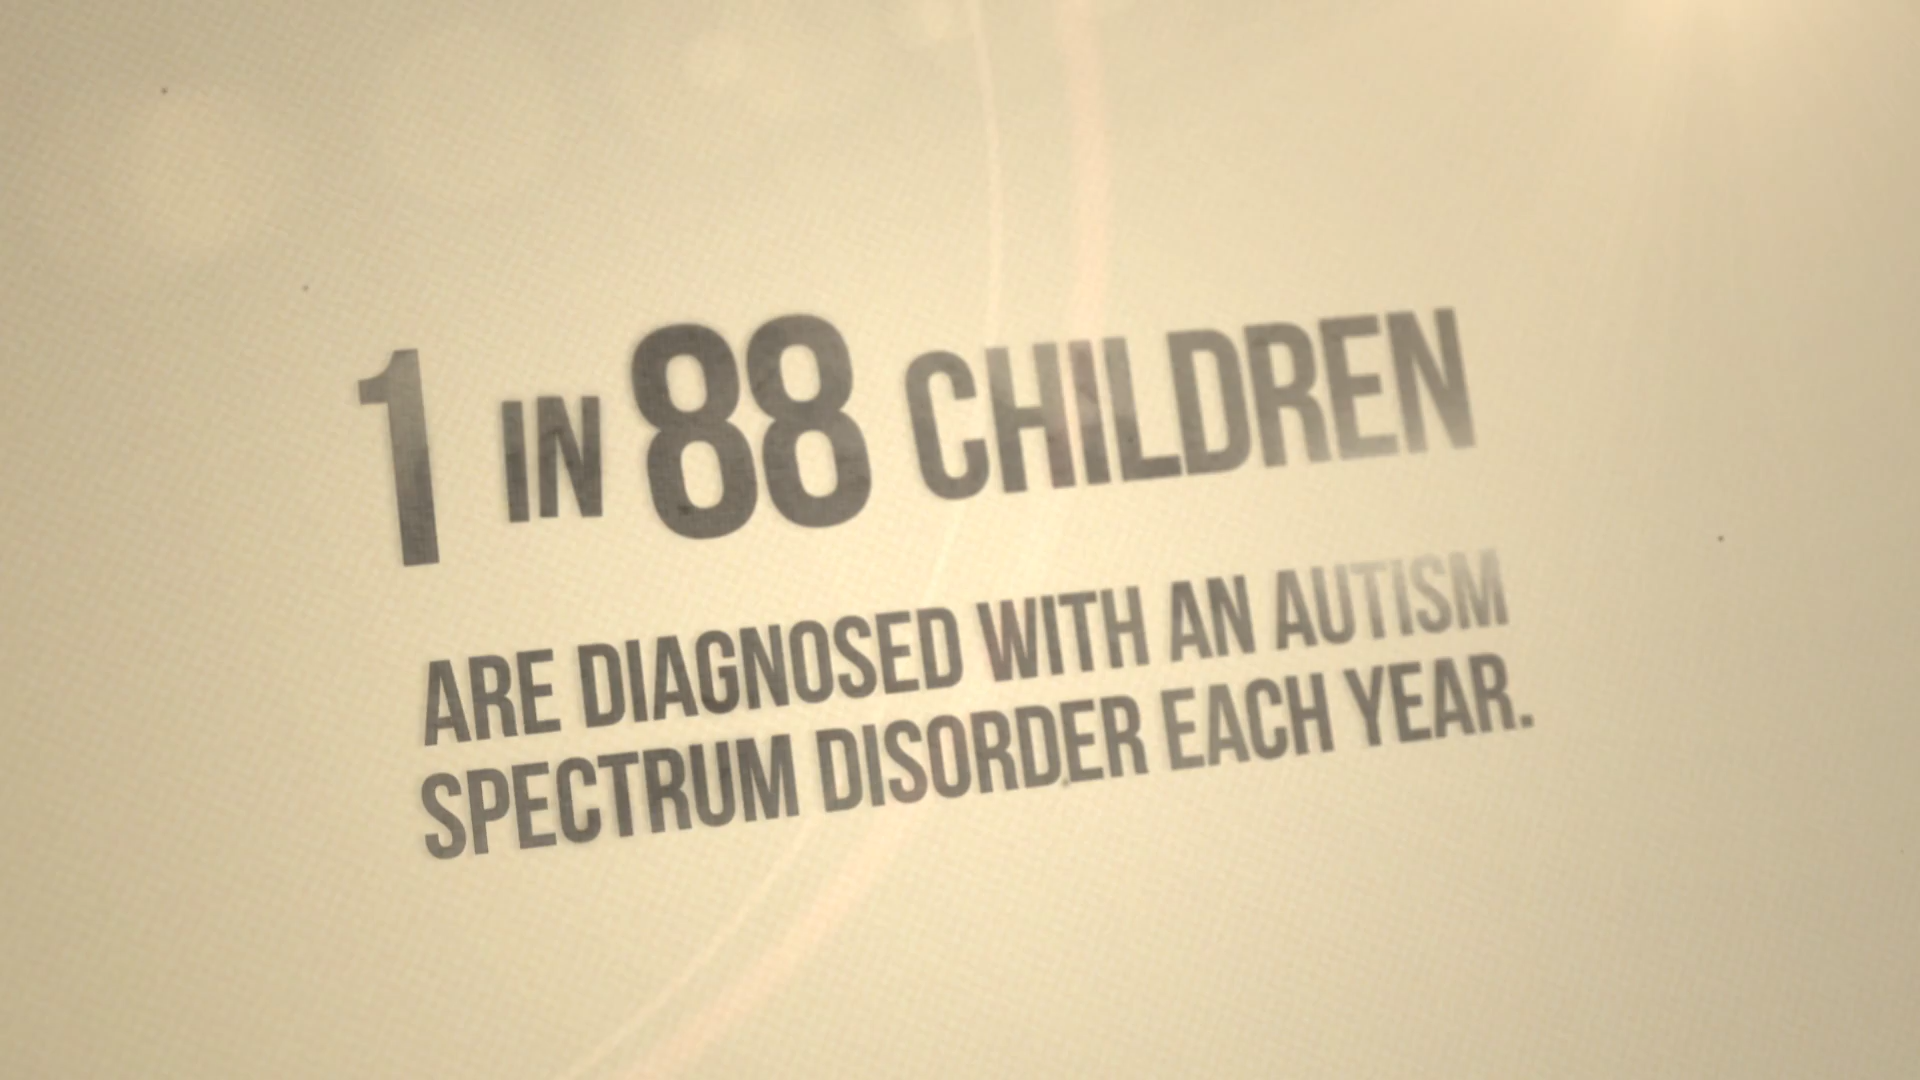 1 IN 88 CHILDREN
ARE DIAGNOSED WITH AN AUTISM
SPECTRUM DISORDER EACH YEAR.